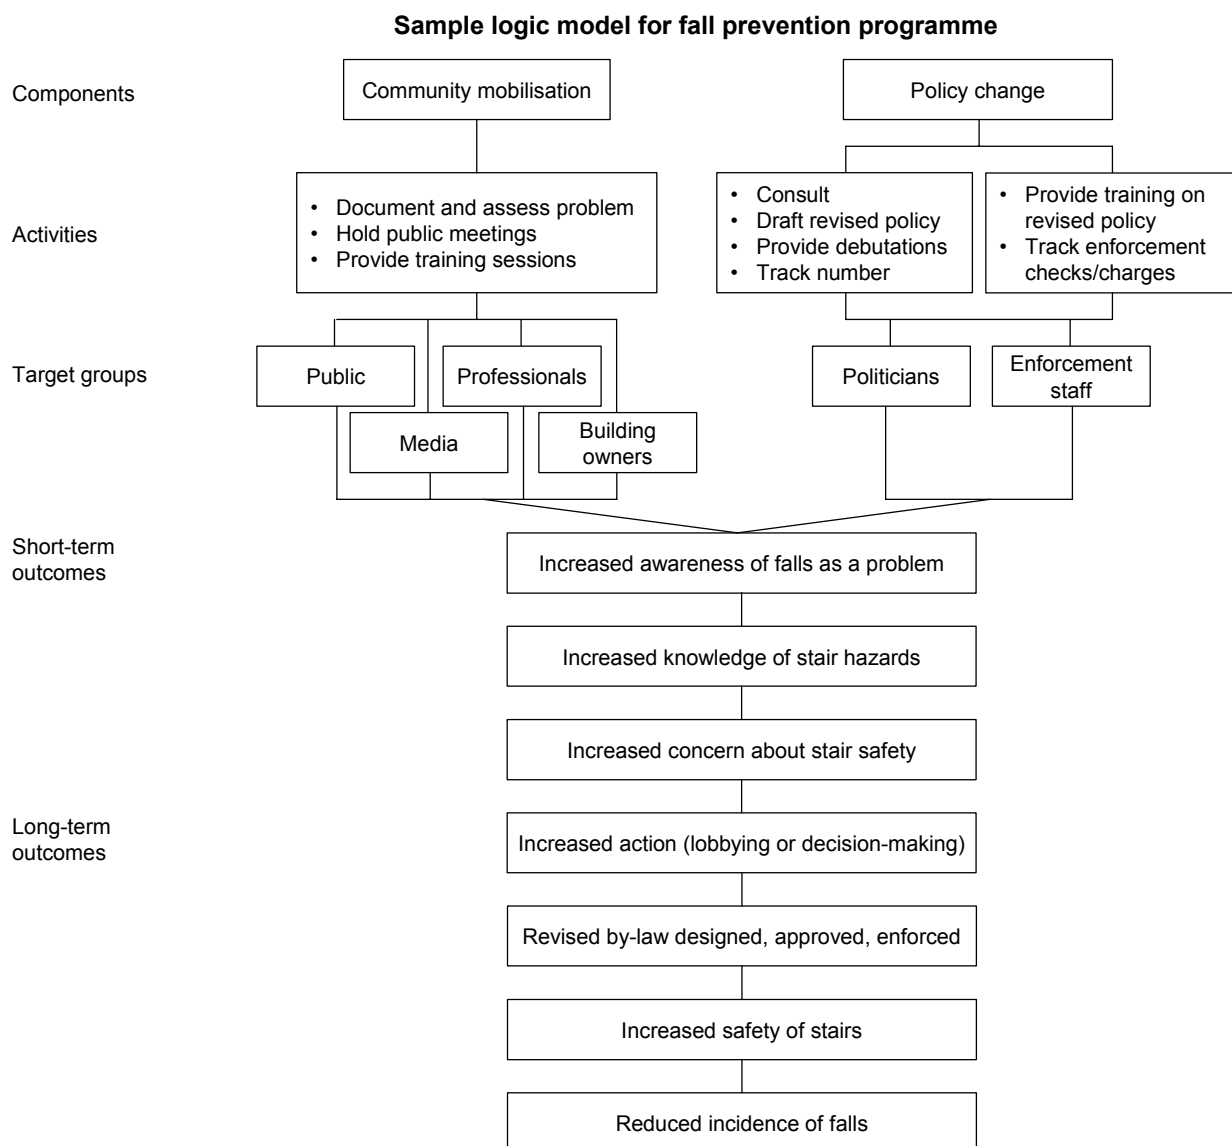 Sample logic model for fall prevention programme
Components
Community mobilisation
Policy change
Activities
• Document and assess problem
• Hold public meetings
• Provide training sessions
• Consult
• Draft revised policy
• Provide debutations
• Track number
• Provide training on
revised policy
• Track enforcement
checks/charges
Target groups
Public
Professionals
Media
Building
owners
Politicians
Enforcement
staff
Short-term
outcomes
Increased awareness of falls as a problem
Increased knowledge of stair hazards
Increased concern about stair safety
Long-term
outcomes
Increased action (lobbying or decision-making)
Revised by-law designed, approved, enforced
Increased safety of stairs
Reduced incidence of falls